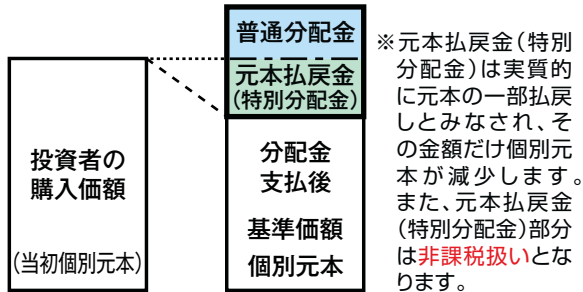 投資者の
購入価額
(当初個別元本)
普通分配金
元本払戻金
(特別分配金)
分配金
支払後
基準価額
個別元本
※元本払戻金(特別
分配金)は実質的
に元本の一部払戻
しとみなされ、そ
の金額だけ個別元
本が減少します。
また、元本払戻金
(特別分配金)部分
は非課税扱いとな
ります。